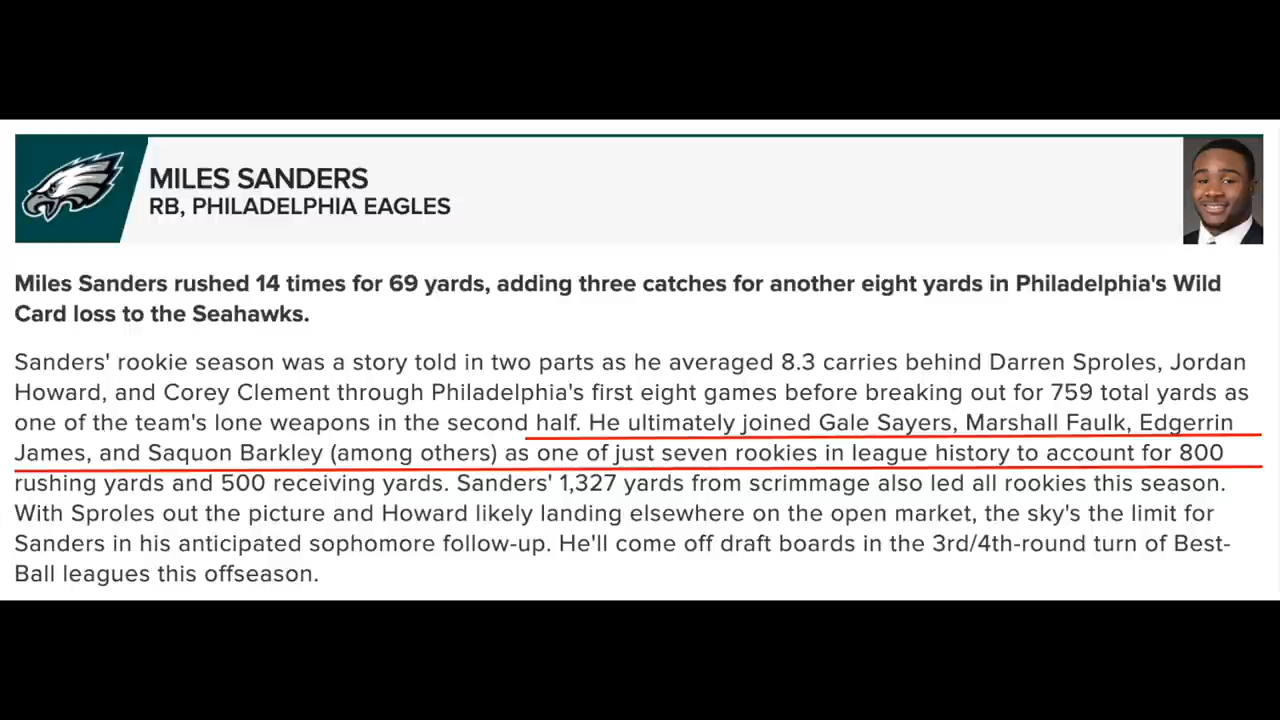 MILES SANDERS
RB, PHILADELPHIA EAGLES
Miles Sanders rushed 14 times for 69 yards, adding three catches for another eight yards in Philadelphia's Wild
Card loss to the Seahawks.
Sanders' rookie season was a story told in two parts as he averaged 8.3 carries behind Darren Sproles, Jordan
Howard, and Corey Clement through Philadelphia's first eight games before breaking out for 759 total yards as
one of the team's lone weapons in the second half. He ultimately joined Gale Sayers, Marshall Faulk, Edgerrin
James, and Saquon Barkley (among others) as one of just seven rookies in league history to account for 800
rushing yards and 500 receiving yards. Sanders' 1,327 yards from scrimmage also led all rookies this season.
With Sproles out the picture and Howard likely landing elsewhere on the open market, the sky's the limit for
Sanders in his anticipated sophomore follow-up. He'll come off draft boards in the 3rd/4th-round turn of Best-
Ball leagues this offseason.